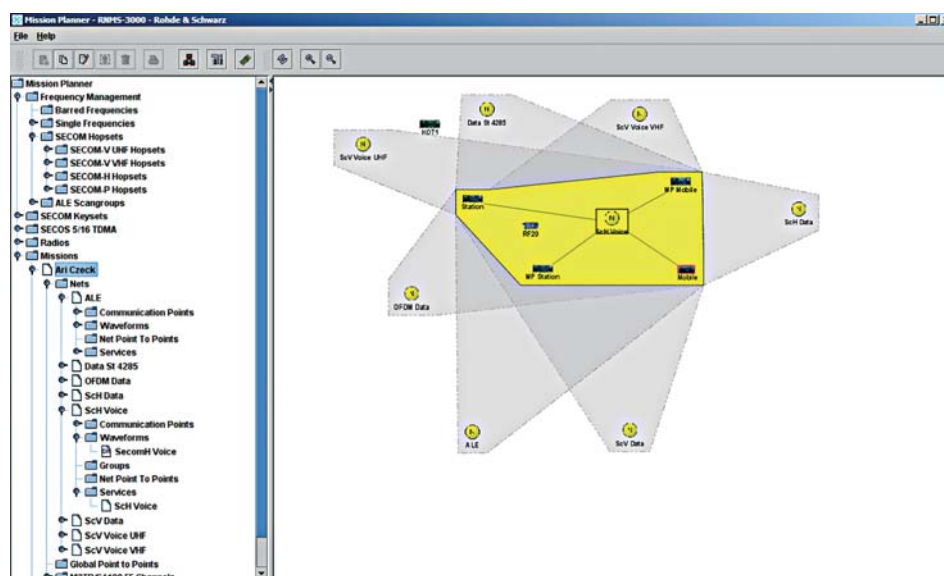 Mission Planner - RNMS-3000 - Rohde & Schwarz
File Help
Mission Planner
Frequency Management
Barred Frequencies
Single Frequencies
SECOM Hopsets
SECOM-V UHF Hopsets
SECOM-V VHF Hopsets
SECOM-H Hopsets
SECOM-P Hopsets
ALE Scangroups
SECOM Keysets
SECOS 5/16 TDMA
Radios
Missions
Ari Czeck
Nets
ALE
Communication Points
Waveforms
Net Point To Points
Services
Data St 4285
OFDM Data
ScH Data
ScH Voice
Communication Points
Waveforms
SecomH Voice
Groups
Net Point To Points
Services
ScH Voice
ScV Data
ScV Voice UHF
ScV Voice VHF
Global Point to Points
N
Data St 4285
ScV Voice VHF
N
ScV Voice UHF
MP Mobile
Station
N
ScH Voice
ScH Data
RF20
MP Station
Mobile
OFDM Data
ALE
ScV Data